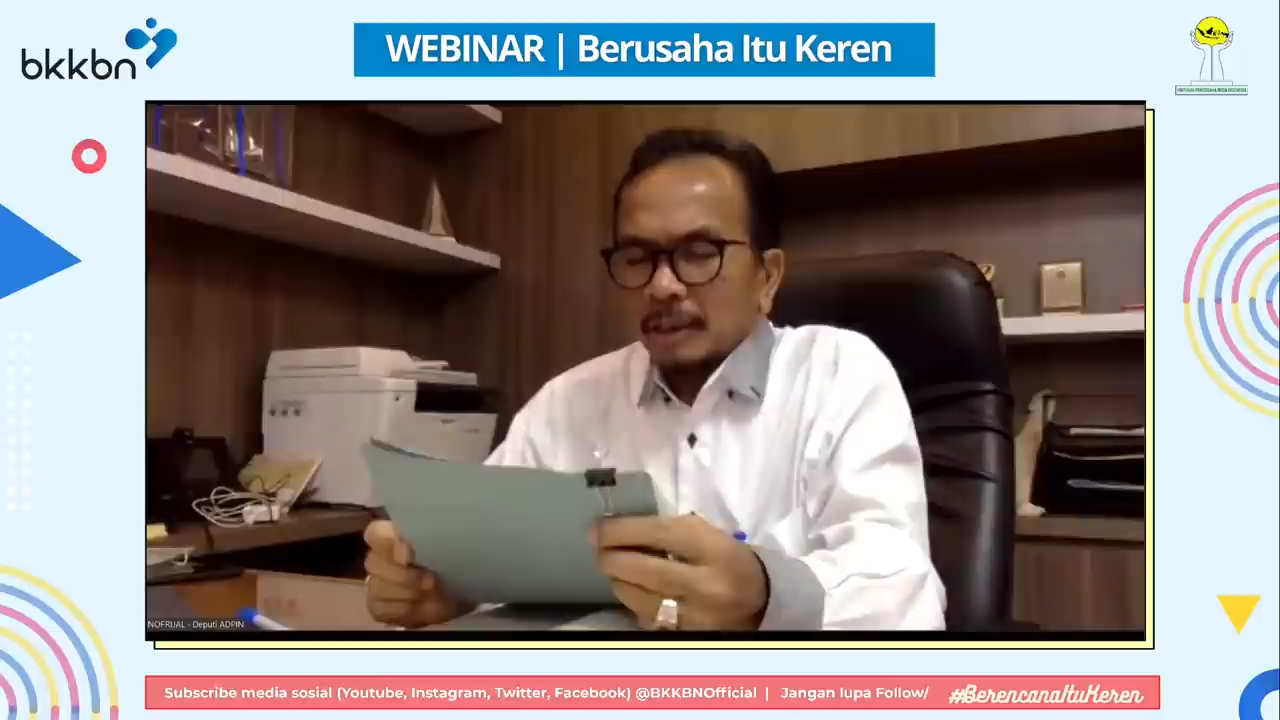 bkkbn
WEBINAR | Berusaha Itu Keren
NOFRIJAL - Deputi ADPIN
Subscribe media sosial (Youtube, Instagram, Twitter, Facebook) @BKKBNOfficial | Jangan lupa Follow/ #BerencanaItuKeren